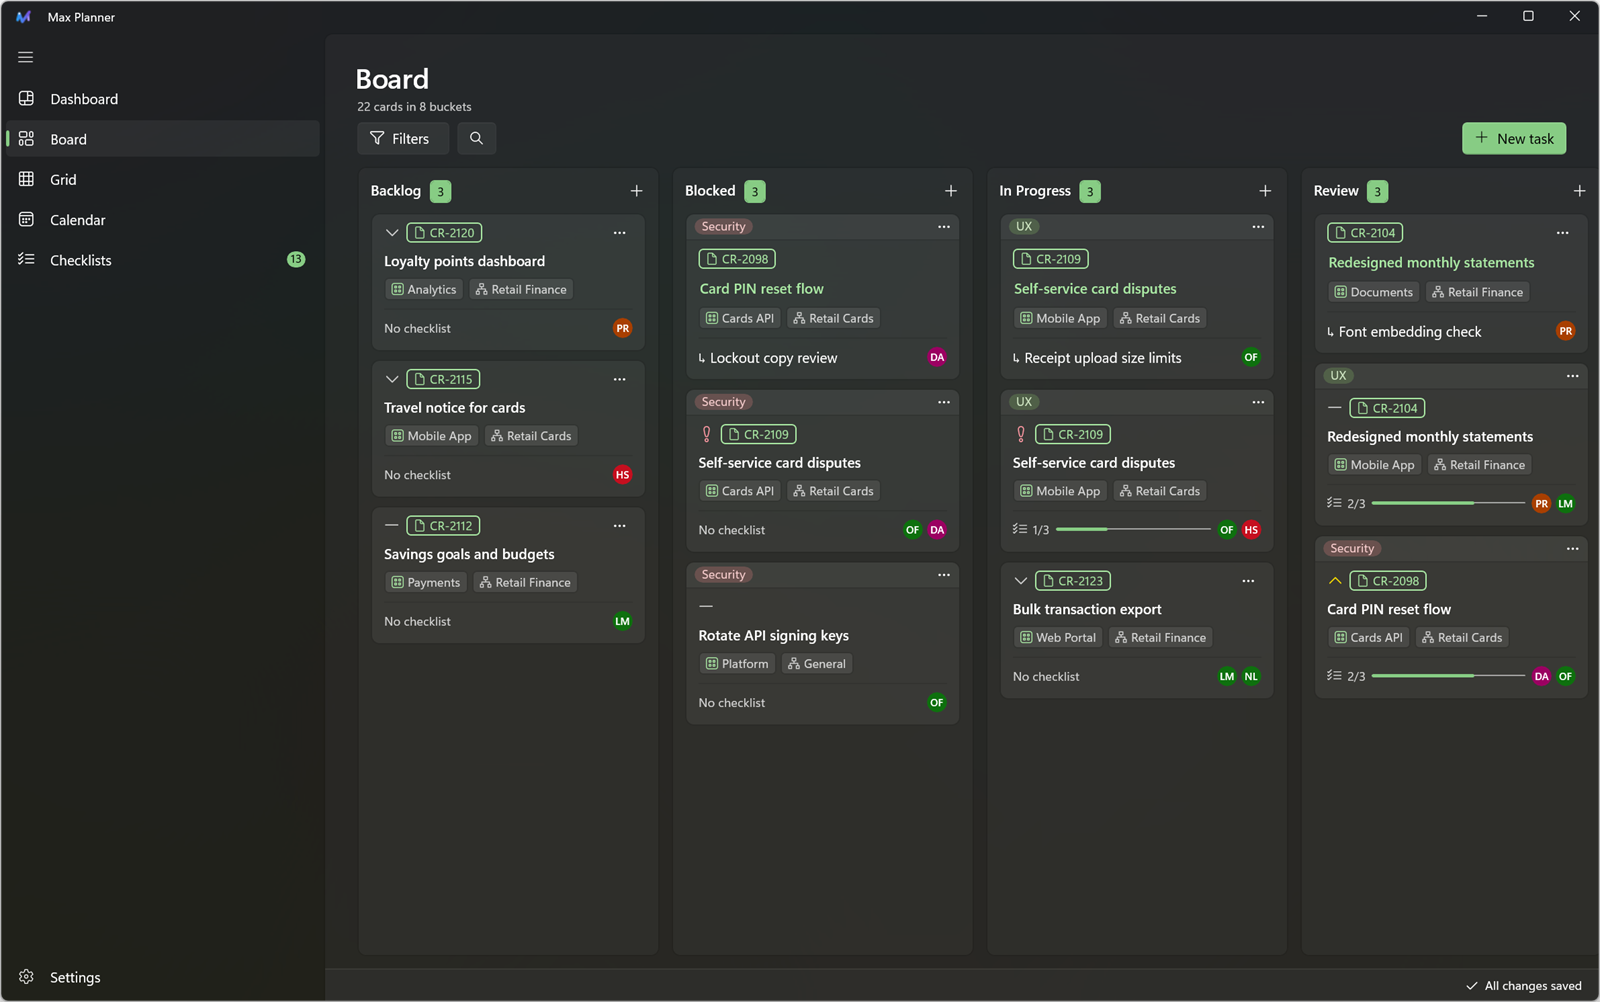 Max Planner
Dashboard
Board
Grid
Calendar
Checklists 13
Settings
Board
22 cards in 8 buckets
Filters
New task
Backlog 3
CR-2120
Loyalty points dashboard
Analytics Retail Finance
No checklist PR
CR-2115
Travel notice for cards
Mobile App Retail Cards
No checklist HS
CR-2112
Savings goals and budgets
Payments Retail Finance
No checklist LM
Blocked 3
Security
CR-2098
Card PIN reset flow
Cards API Retail Cards
↳ Lockout copy review DA
Security
CR-2109
Self-service card disputes
Cards API Retail Cards
No checklist OF DA
Security
Rotate API signing keys
Platform General
No checklist OF
In Progress 3
UX
CR-2109
Self-service card disputes
Mobile App Retail Cards
↳ Receipt upload size limits OF
UX
CR-2109
Self-service card disputes
Mobile App Retail Cards
1/3 OF HS
CR-2123
Bulk transaction export
Web Portal Retail Finance
No checklist LM NL
Review 3
CR-2104
Redesigned monthly statements
Documents Retail Finance
↳ Font embedding check PR
UX
CR-2104
Redesigned monthly statements
Mobile App Retail Finance
2/3 PR LM
Security
CR-2098
Card PIN reset flow
Cards API Retail Cards
2/3 DA OF
All changes saved